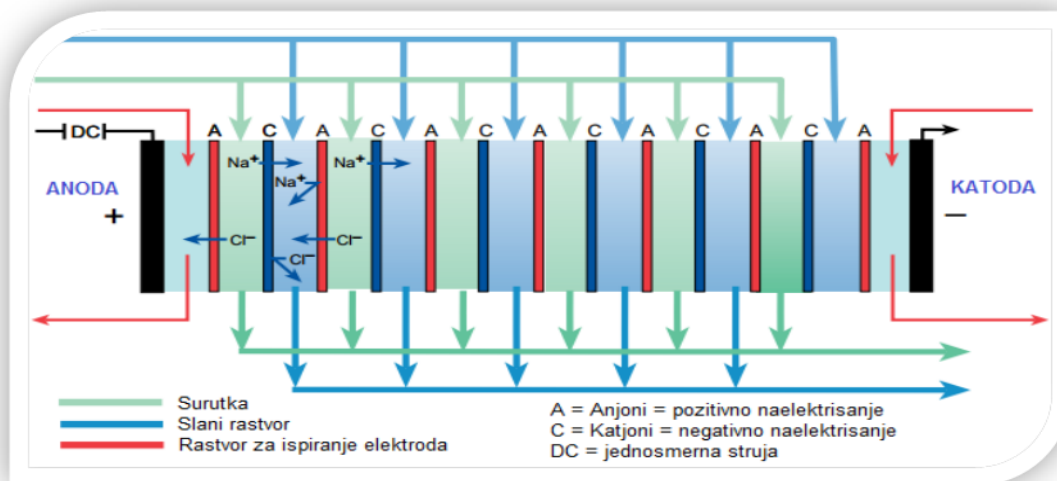 DC
A C A C A C A C A C A C A
ANODA
+
Na⁺
Na⁺
Na⁺
Cl⁻
Cl⁻
Cl⁻
KATODA
−
Surutka
Slani rastvor
Rastvor za ispiranje elektroda
A = Anjoni = pozitivno naelektrisanje
C = Katjoni = negativno naelektrisanje
DC = jednosmerna struja